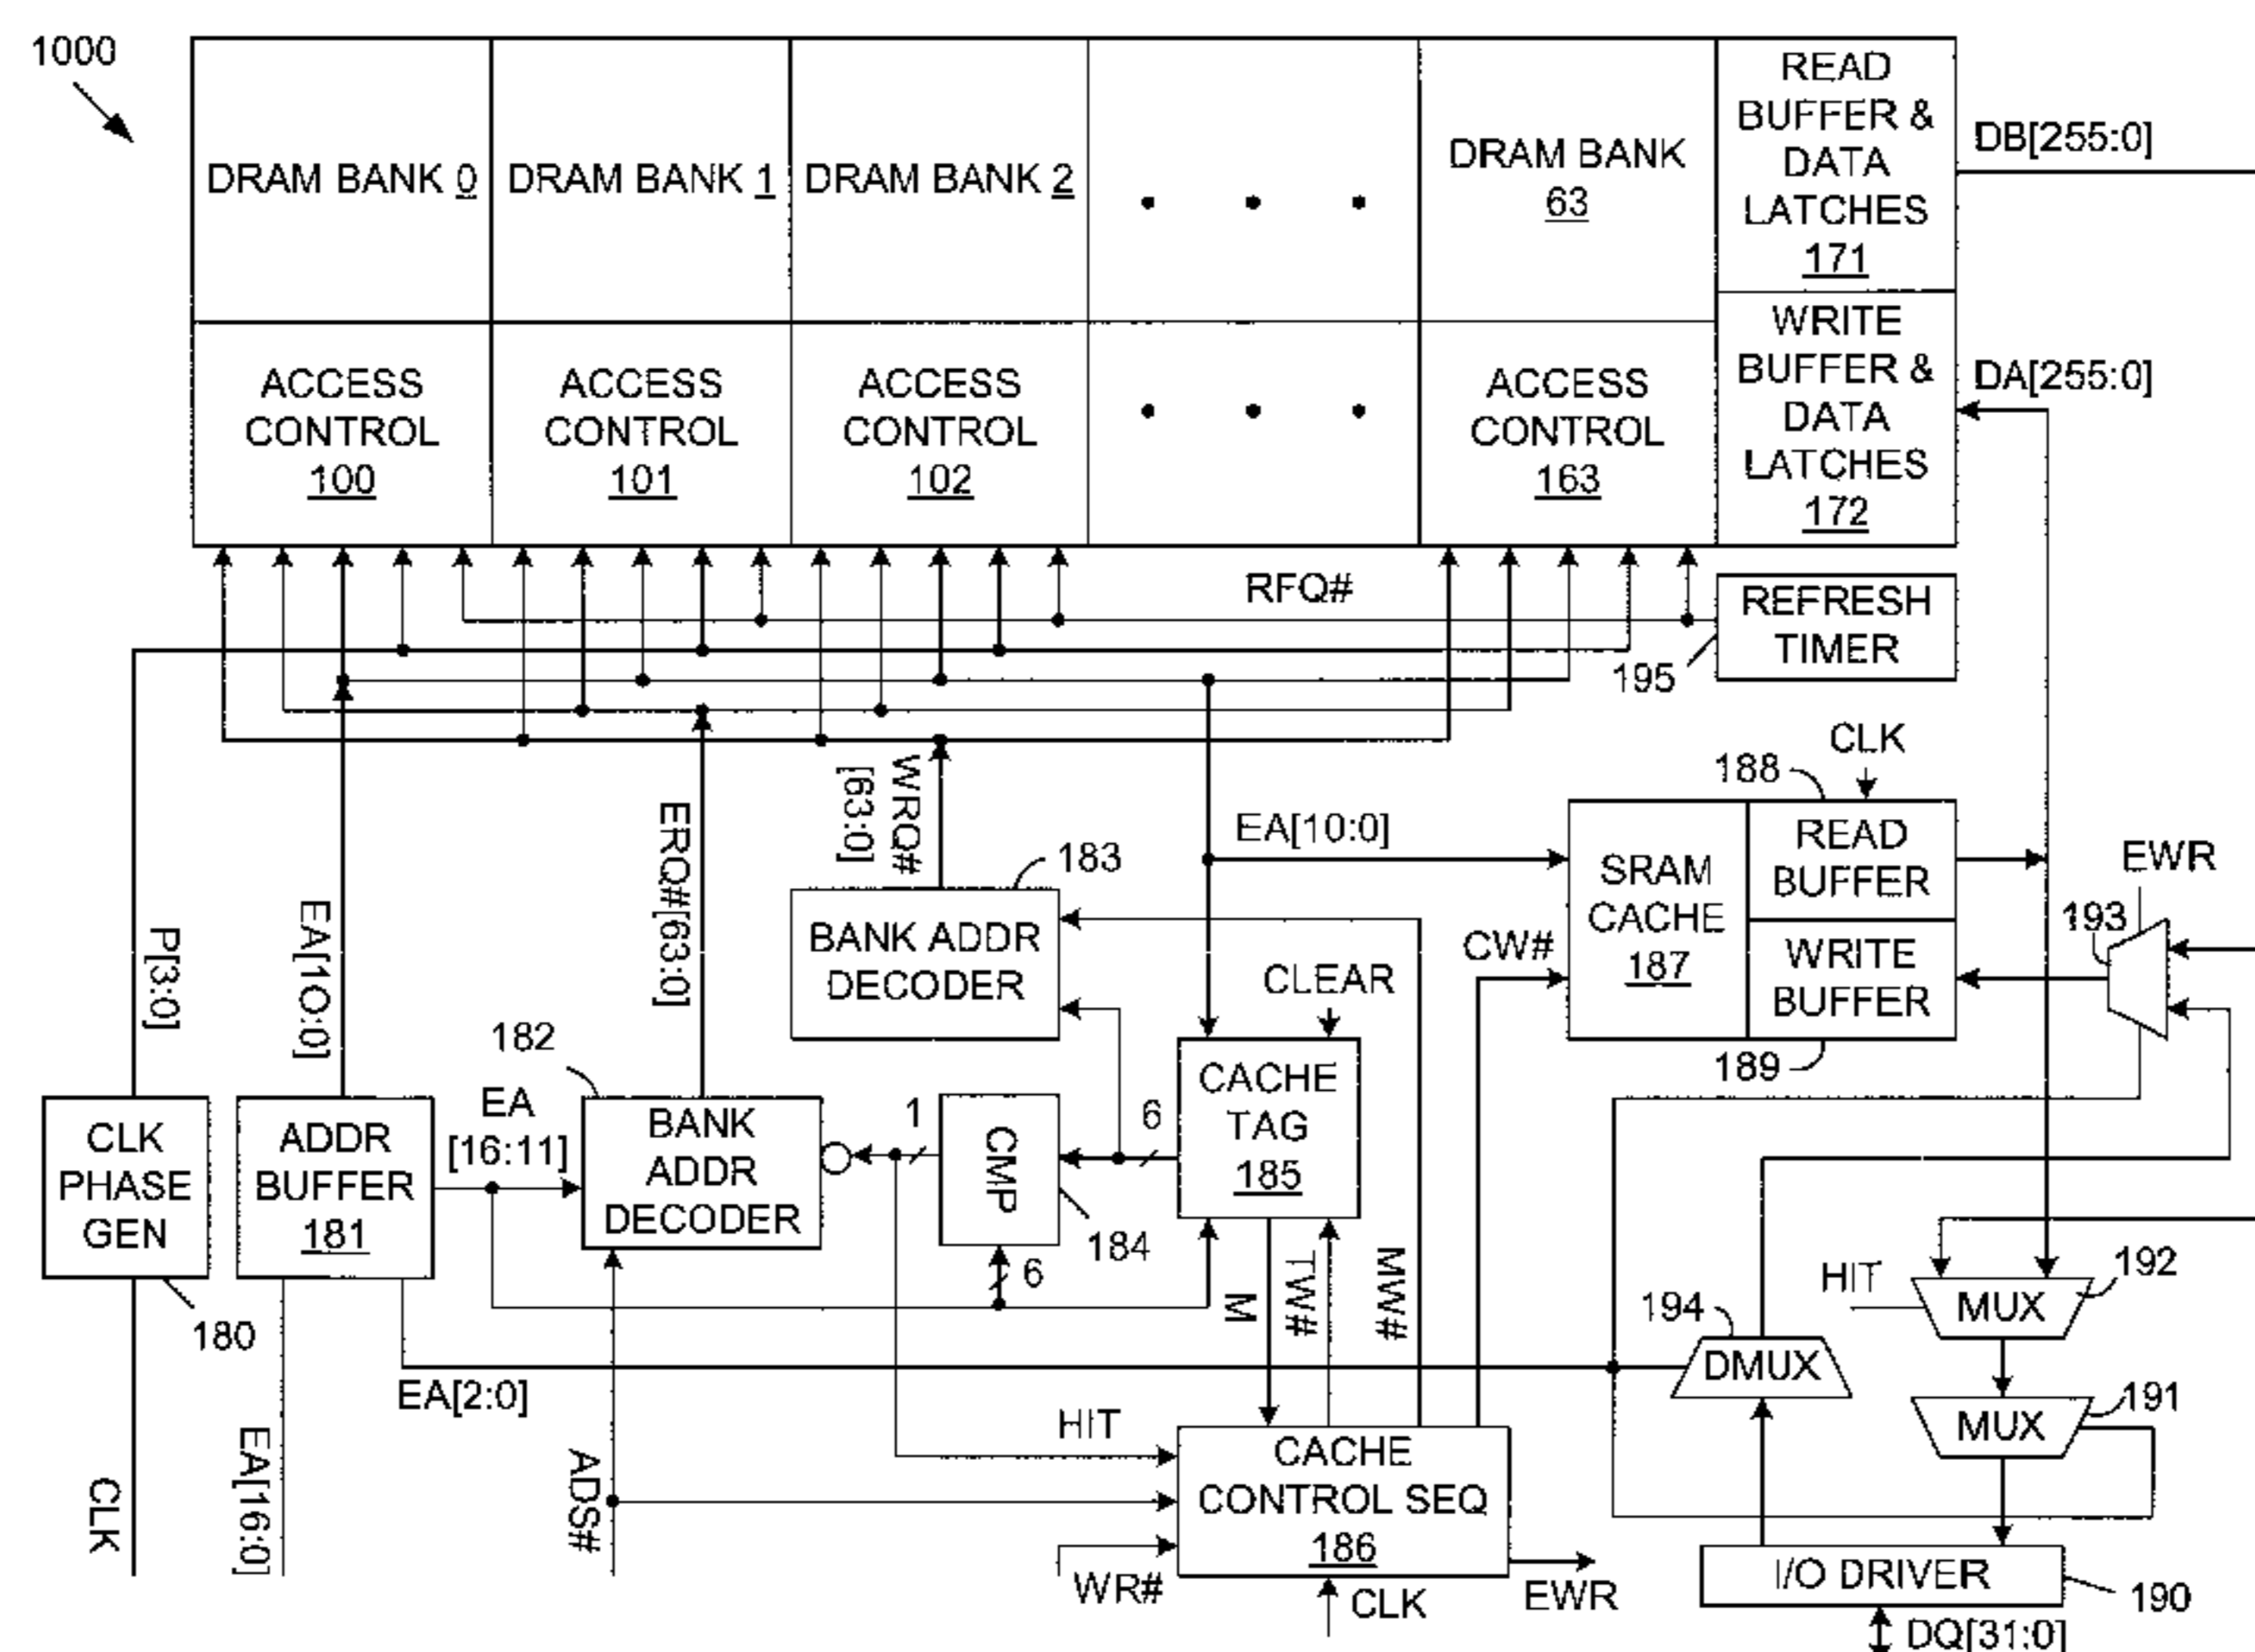 1000
DRAM BANK 0
DRAM BANK 1
DRAM BANK 2
DRAM BANK
63
READ
BUFFER &
DATA
LATCHES
171
DB[255:0]
ACCESS
CONTROL
100
ACCESS
CONTROL
101
ACCESS
CONTROL
102
ACCESS
CONTROL
163
WRITE
BUFFER &
DATA
LATCHES
172
DA[255:0]
RFQ#
REFRESH
TIMER
195
P[3:0]
EA[10:0]
ERQ#[63:0]
WRQ#
[63:0]
183
BANK ADDR
DECODER
EA[10:0]
CW#
CLEAR
CLK
188
SRAM
CACHE
187
READ
BUFFER
WRITE
BUFFER
189
EWR
193
CLK
PHASE
GEN
180
ADDR
BUFFER
181
EA
[16:11]
182
BANK
ADDR
DECODER
1
CMP
184
6
6
CACHE
TAG
185
M
TW#
MW#
HIT
MUX
192
194
DMUX
MUX
191
EA[2:0]
CLK
EA[16:0]
ADS#
HIT
WR#
CACHE
CONTROL SEQ
186
CLK
EWR
I/O DRIVER
190
DQ[31:0]